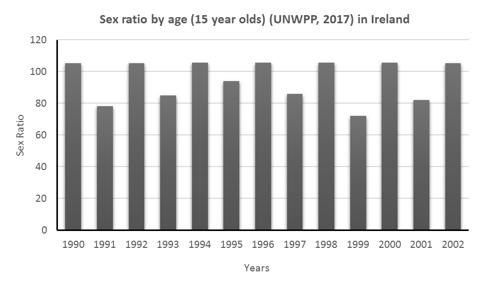 Sex ratio by age (15 year olds) (UNWPP, 2017) in Ireland
120
100
80
60
40
20
0
Sex Ratio
1990 1991 1992 1993 1994 1995 1996 1997 1998 1999 2000 2001 2002
Years